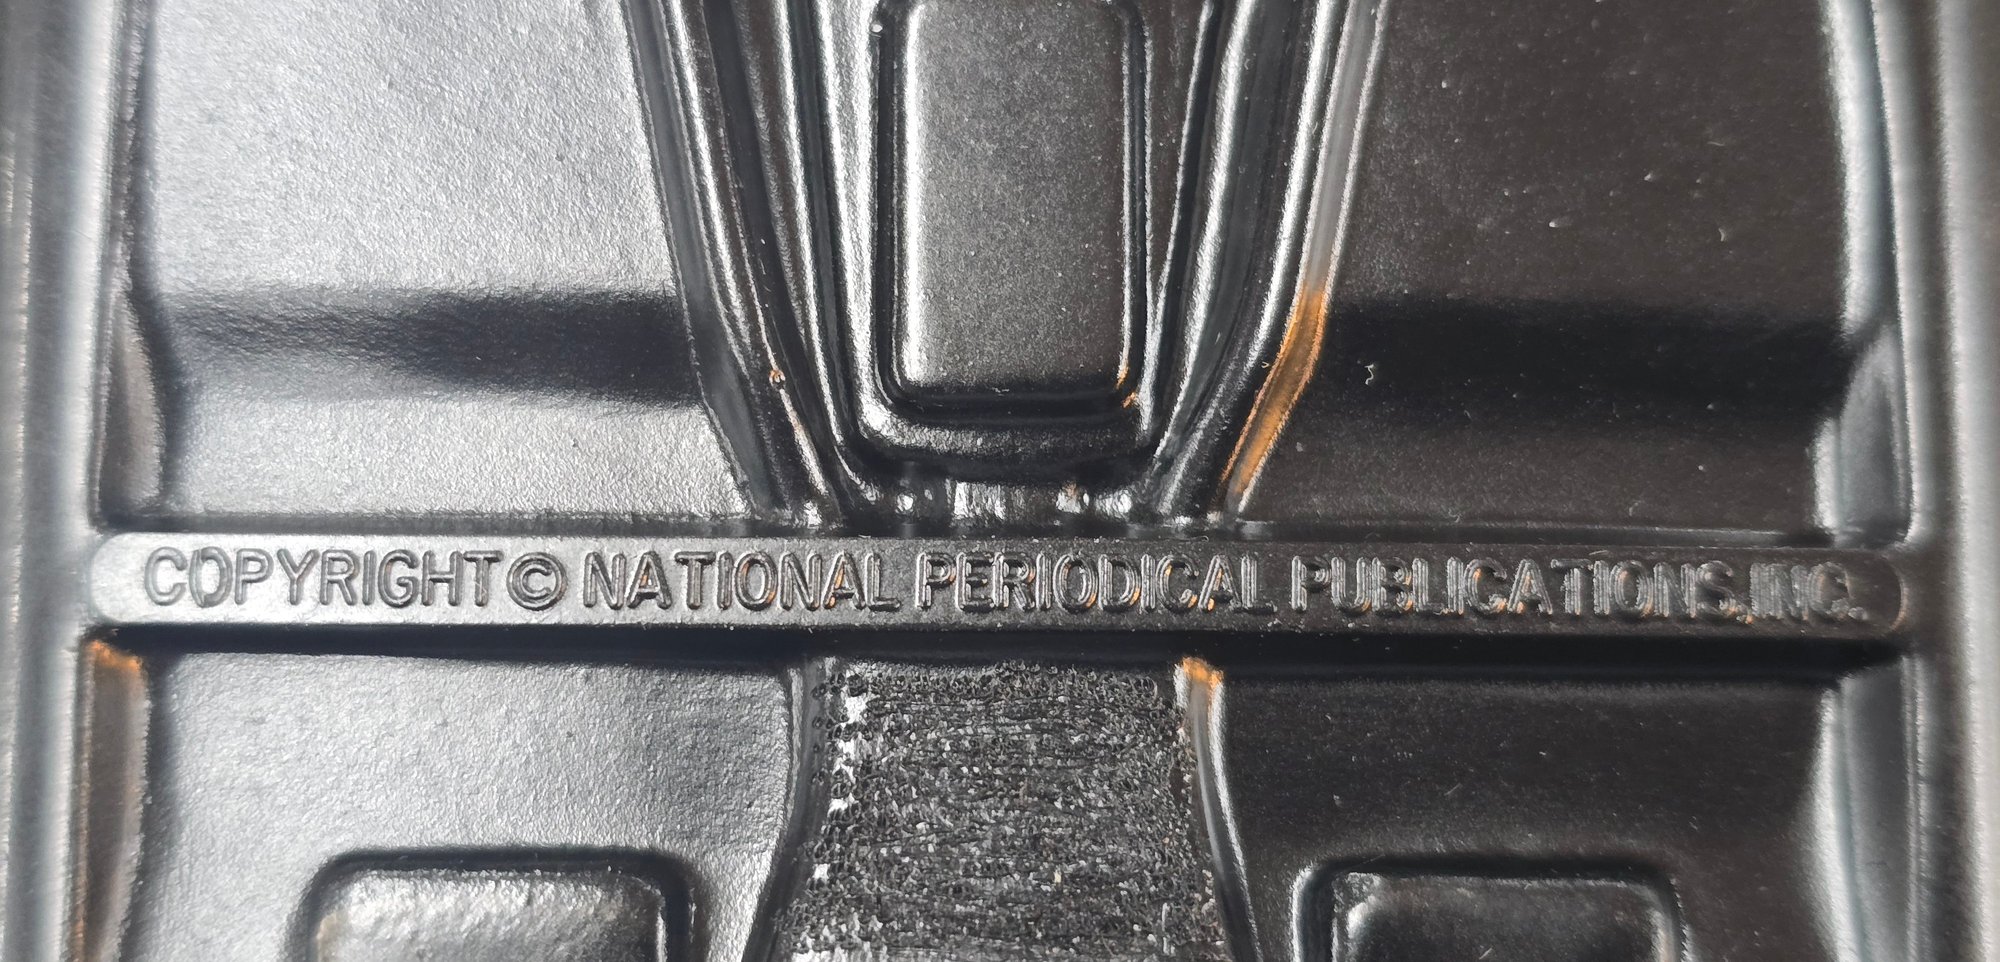 COPYRIGHT © NATIONAL PERIODICAL PUBLICATIONS, INC.